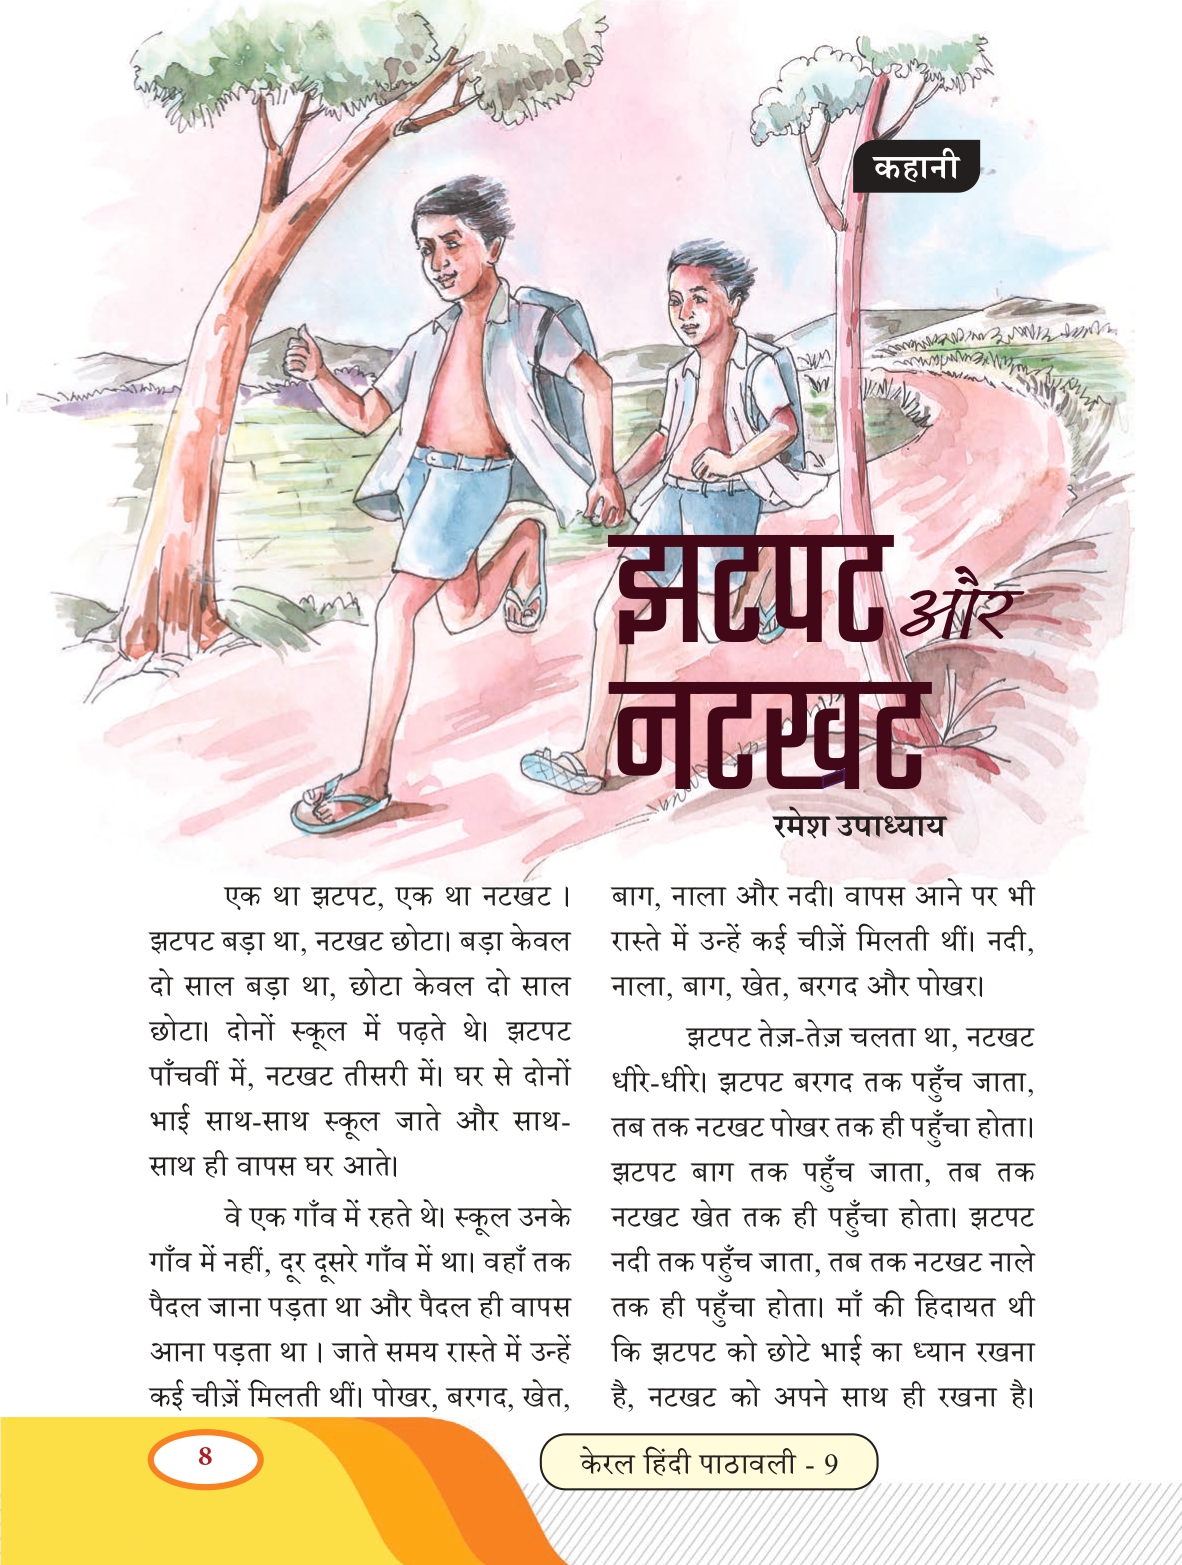 कहानी
झटपट और
नटखट
रमेश उपाध्याय
एक था झटपट, एक था नटखट ।
झटपट बड़ा था, नटखट छोटा। बड़ा केवल
दो साल बड़ा था, छोटा केवल दो साल
छोटा। दोनों स्कूल में पढ़ते थे। झटपट
पाँचवीं में, नटखट तीसरी में। घर से दोनों
भाई साथ-साथ स्कूल जाते और साथ-
साथ ही वापस घर आते।
वे एक गाँव में रहते थे। स्कूल उनके
गाँव में नहीं, दूर दूसरे गाँव में था। वहाँ तक
पैदल जाना पड़ता था और पैदल ही वापस
आना पड़ता था । जाते समय रास्ते में उन्हें
कई चीज़ें मिलती थीं। पोखर, बरगद, खेत,
बाग, नाला और नदी। वापस आने पर भी
रास्ते में उन्हें कई चीज़ें मिलती थीं। नदी,
नाला, बाग, खेत, बरगद और पोखर।
झटपट तेज़-तेज़ चलता था, नटखट
धीरे-धीरे। झटपट बरगद तक पहुँच जाता,
तब तक नटखट पोखर तक ही पहुँचा होता।
झटपट बाग तक पहुँच जाता, तब तक
नटखट खेत तक ही पहुँचा होता। झटपट
नदी तक पहुँच जाता, तब तक नटखट नाले
तक ही पहुँचा होता। माँ की हिदायत थी
कि झटपट को छोटे भाई का ध्यान रखना
है, नटखट को अपने साथ ही रखना है।
8
केरल हिंदी पाठावली - 9